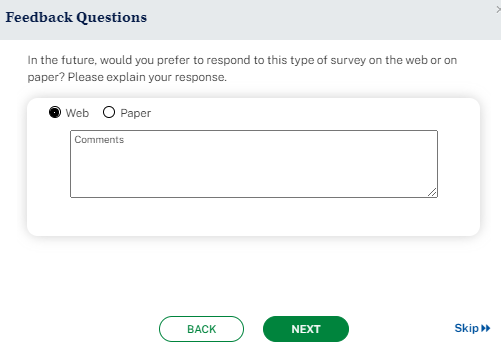 Feedback Questions
In the future, would you prefer to respond to this type of survey on the web or on
paper? Please explain your response.
Web Paper
Comments
BACK NEXT Skip